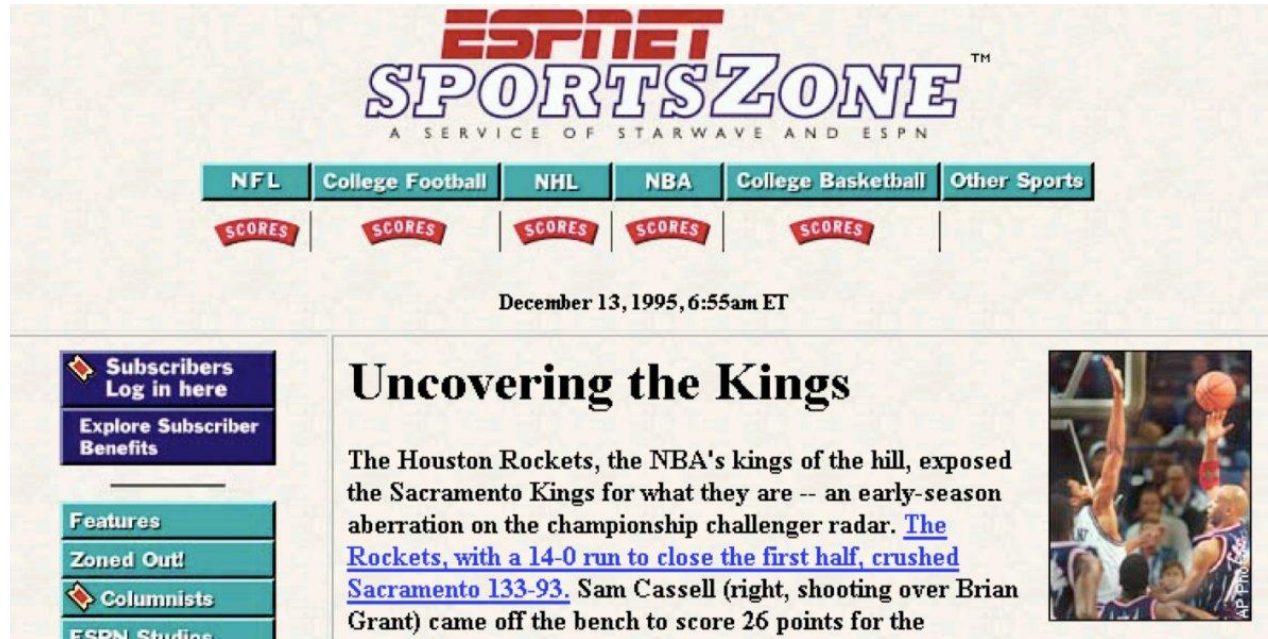 ESPNET
SPORTSZONE™
A SERVICE OF STARWAVE AND ESPN
NFL College Football NHL NBA College Basketball Other Sports
SCORES SCORES SCORES SCORES SCORES
December 13, 1995, 6:55am ET
Subscribers
Log in here
Explore Subscriber
Benefits
Features
Zoned Out!
Columnists
ESPN Studios
Uncovering the Kings
The Houston Rockets, the NBA's kings of the hill, exposed
the Sacramento Kings for what they are -- an early-season
aberration on the championship challenger radar. The
Rockets, with a 14-0 run to close the first half, crushed
Sacramento 133-93. Sam Cassell (right, shooting over Brian
Grant) came off the bench to score 26 points for the
AP Photo